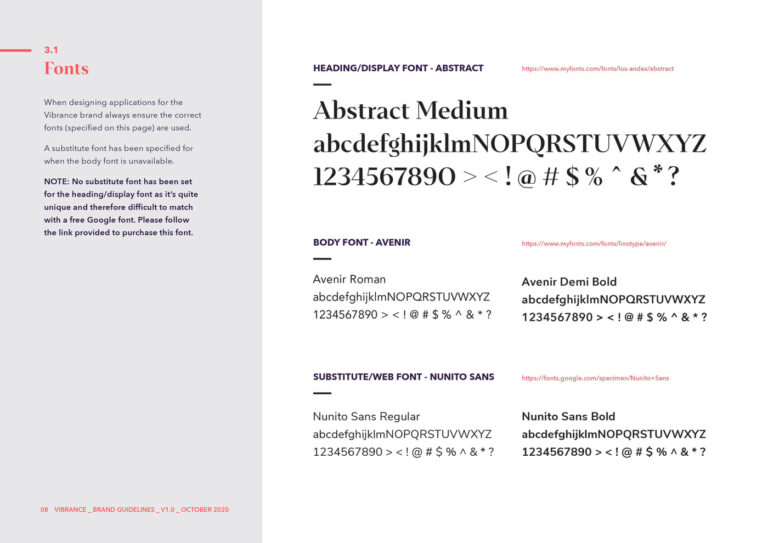 3.1
Fonts
When designing applications for the
Vibrance brand always ensure the correct
fonts (specified on this page) are used.
A substitute font has been specified for
when the body font is unavailable.
NOTE: No substitute font has been set
for the heading/display font as it's quite
unique and therefore difficult to match
with a free Google font. Please follow
the link provided to purchase this font.
HEADING/DISPLAY FONT - ABSTRACT
https://www.myfonts.com/fonts/los-andes/abstract
Abstract Medium
abcdefghijklmNOPQRSTUVWXYZ
1234567890 > < ! @ # $ % ^ & * ?
BODY FONT - AVENIR
https://www.myfonts.com/fonts/linotype/avenir/
Avenir Roman
abcdefghijklmNOPQRSTUVWXYZ
1234567890 > < ! @ # $ % ^ & * ?
Avenir Demi Bold
abcdefghijklmNOPQRSTUVWXYZ
1234567890 > < ! @ # $ % ^ & * ?
SUBSTITUTE/WEB FONT - NUNITO SANS
https://fonts.google.com/specimen/Nunito+Sans
Nunito Sans Regular
abcdefghijklmNOPQRSTUVWXYZ
1234567890 > < ! @ # $ % ^ & * ?
Nunito Sans Bold
abcdefghijklmNOPQRSTUVWXYZ
1234567890 > < ! @ # $ % ^ & * ?
08 VIBRANCE _ BRAND GUIDELINES _ V1.0 _ OCTOBER 2020